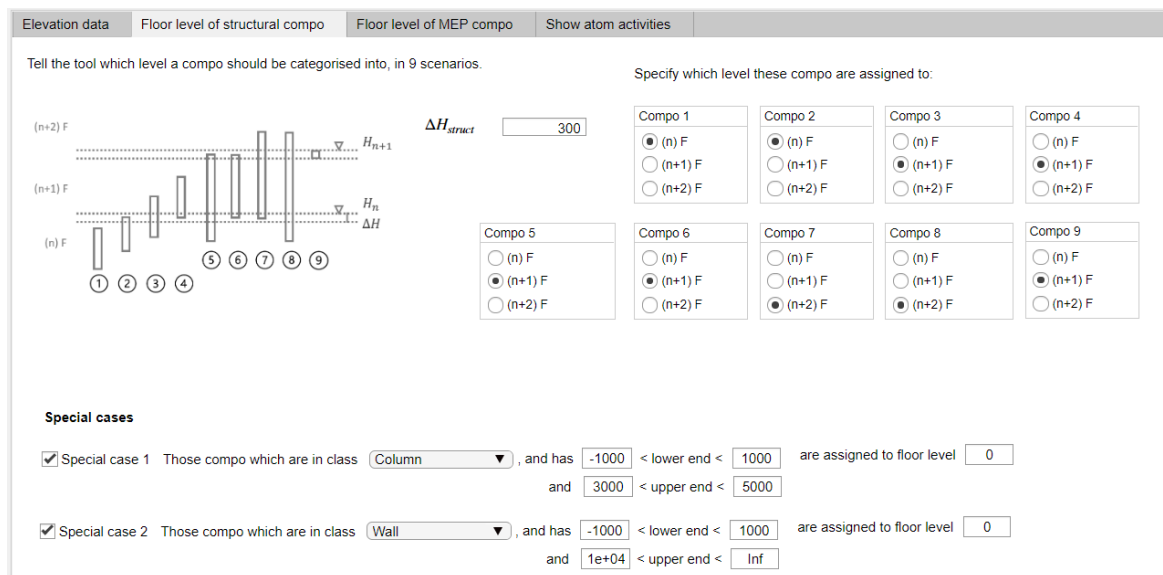 Elevation data Floor level of structural compo Floor level of MEP compo Show atom activities
Tell the tool which level a compo should be categorised into, in 9 scenarios.
Specify which level these compo are assigned to:
(n+2) F
(n+1) F
(n) F
Hn+1
Hn
ΔH
① ② ③ ④ ⑤ ⑥ ⑦ ⑧ ⑨
ΔHstruct 300
Compo 1
(n) F
(n+1) F
(n+2) F
Compo 2
(n) F
(n+1) F
(n+2) F
Compo 3
(n) F
(n+1) F
(n+2) F
Compo 4
(n) F
(n+1) F
(n+2) F
Compo 5
(n) F
(n+1) F
(n+2) F
Compo 6
(n) F
(n+1) F
(n+2) F
Compo 7
(n) F
(n+1) F
(n+2) F
Compo 8
(n) F
(n+1) F
(n+2) F
Compo 9
(n) F
(n+1) F
(n+2) F
Special cases
Special case 1 Those compo which are in class Column , and has -1000 < lower end < 1000 are assigned to floor level 0
and 3000 < upper end < 5000
Special case 2 Those compo which are in class Wall , and has -1000 < lower end < 1000 are assigned to floor level 0
and 1e+04 < upper end < Inf